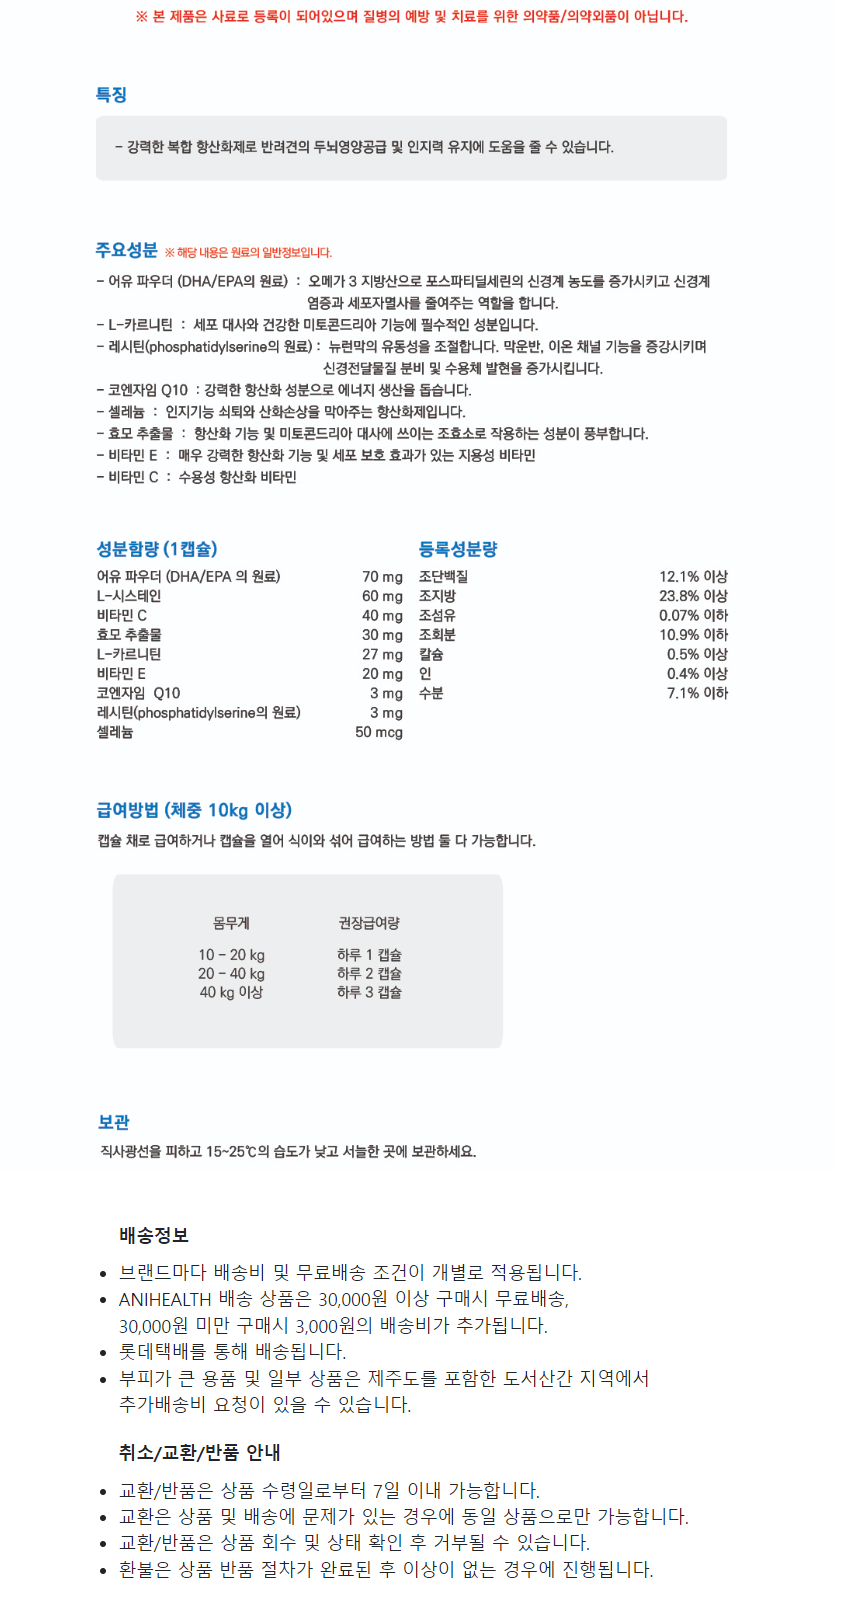 ※ 본 제품은 사료로 등록이 되어있으며 질병의 예방 및 치료를 위한 의약품/의약외품이 아닙니다.
특징
- 강력한 복합 항산화제로 반려견의 두뇌영양공급 및 인지력 유지에 도움을 줄 수 있습니다.
주요성분 ※ 해당 내용은 원료의 일반정보입니다.
- 어유 파우더 (DHA/EPA의 원료) : 오메가 3 지방산으로 포스파티딜세린의 신경계 농도를 증가시키고 신경계
염증과 세포자멸사를 줄여주는 역할을 합니다.
- L-카르니틴 : 세포 대사와 건강한 미토콘드리아 기능에 필수적인 성분입니다.
- 레시틴(phosphatidylserine의 원료) : 뉴런막의 유동성을 조절합니다. 막운반, 이온 채널 기능을 증강시키며
신경전달물질 분비 및 수용체 발현을 증가시킵니다.
- 코엔자임 Q10 : 강력한 항산화 성분으로 에너지 생산을 돕습니다.
- 셀레늄 : 인지기능 쇠퇴와 산화손상을 막아주는 항산화제입니다.
- 효모 추출물 : 항산화 기능 및 미토콘드리아 대사에 쓰이는 조효소로 작용하는 성분이 풍부합니다.
- 비타민 E : 매우 강력한 항산화 기능 및 세포 보호 효과가 있는 지용성 비타민
- 비타민 C : 수용성 항산화 비타민
성분함량 (1캡슐)
어유 파우더 (DHA/EPA 의 원료) 70 mg
L-시스테인 60 mg
비타민 C 40 mg
효모 추출물 30 mg
L-카르니틴 27 mg
비타민 E 20 mg
코엔자임 Q10 3 mg
레시틴(phosphatidylserine의 원료) 3 mg
셀레늄 50 mcg
등록성분량
조단백질 12.1% 이상
조지방 23.8% 이상
조섬유 0.07% 이하
조회분 10.9% 이하
칼슘 0.5% 이상
인 0.4% 이상
수분 7.1% 이하
급여방법 (체중 10kg 이상)
캡슐 채로 급여하거나 캡슐을 열어 식이와 섞어 급여하는 방법 둘 다 가능합니다.
몸무게 권장급여량
10 - 20 kg 하루 1 캡슐
20 - 40 kg 하루 2 캡슐
40 kg 이상 하루 3 캡슐
보관
직사광선을 피하고 15~25℃의 습도가 낮고 서늘한 곳에 보관하세요.
배송정보
• 브랜드마다 배송비 및 무료배송 조건이 개별로 적용됩니다.
• ANIHEALTH 배송 상품은 30,000원 이상 구매시 무료배송,
30,000원 미만 구매시 3,000원의 배송비가 추가됩니다.
• 롯데택배를 통해 배송됩니다.
• 부피가 큰 용품 및 일부 상품은 제주도를 포함한 도서산간 지역에서
추가배송비 요청이 있을 수 있습니다.
취소/교환/반품 안내
• 교환/반품은 상품 수령일로부터 7일 이내 가능합니다.
• 교환은 상품 및 배송에 문제가 있는 경우에 동일 상품으로만 가능합니다.
• 교환/반품은 상품 회수 및 상태 확인 후 거부될 수 있습니다.
• 환불은 상품 반품 절차가 완료된 후 이상이 없는 경우에 진행됩니다.